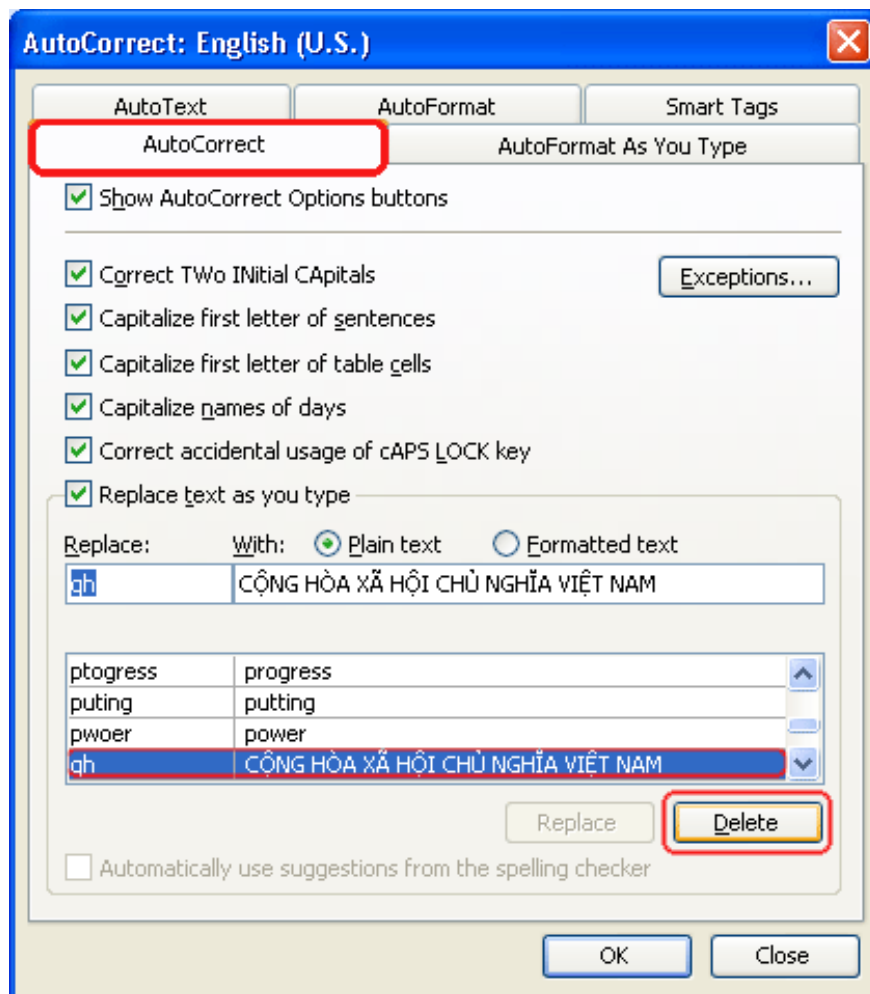 AutoCorrect: English (U.S.)
AutoText AutoFormat Smart Tags
AutoCorrect AutoFormat As You Type
Show AutoCorrect Options buttons
Correct TWo INitial CApitals Exceptions...
Capitalize first letter of sentences
Capitalize first letter of table cells
Capitalize names of days
Correct accidental usage of cAPS LOCK key
Replace text as you type
Replace: With: Plain text Formatted text
qh CỘNG HÒA XÃ HỘI CHỦ NGHĨA VIỆT NAM
ptogress progress
puting putting
pwoer power
qh CỘNG HÒA XÃ HỘI CHỦ NGHĨA VIỆT NAM
Replace Delete
Automatically use suggestions from the spelling checker
OK Close